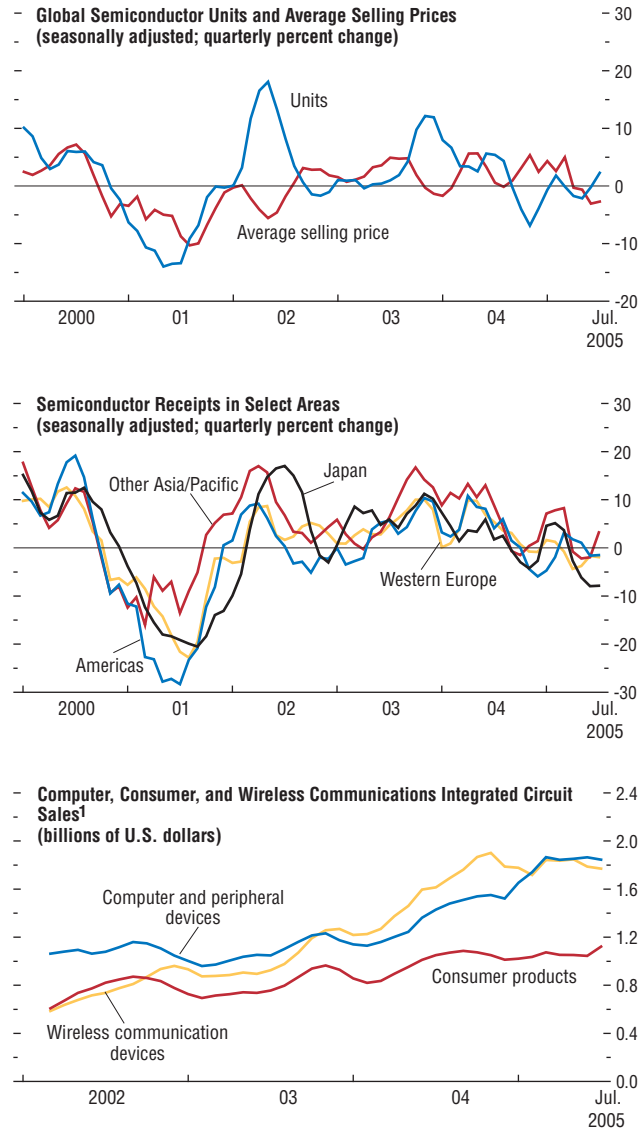 Global Semiconductor Units and Average Selling Prices
(seasonally adjusted; quarterly percent change)
30
20
10
0
-10
-20
Units
Average selling price
2000 01 02 03 04 Jul.
2005
Semiconductor Receipts in Select Areas
(seasonally adjusted; quarterly percent change)
30
20
10
0
-10
-20
-30
Other Asia/Pacific
Japan
Western Europe
Americas
2000 01 02 03 04 Jul.
2005
Computer, Consumer, and Wireless Communications Integrated Circuit
Sales1
(billions of U.S. dollars)
2.4
2.0
1.6
1.2
0.8
0.4
0.0
Computer and peripheral
devices
Consumer products
Wireless communication
devices
2002 03 04 Jul.
2005